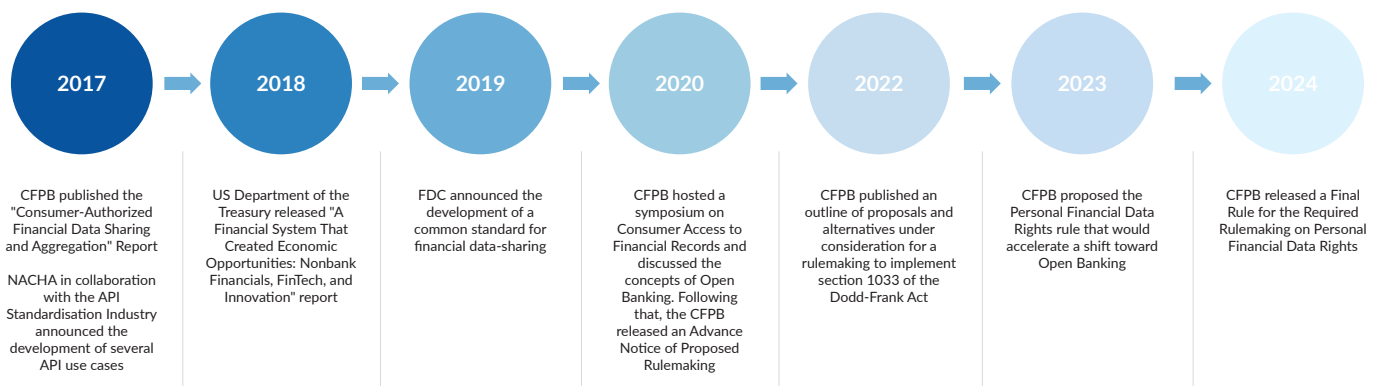 2017
CFPB published the
"Consumer-Authorized
Financial Data Sharing
and Aggregation" Report
NACHA in collaboration
with the API
Standardisation Industry
announced the
development of several
API use cases
2018
US Department of the
Treasury released "A
Financial System That
Created Economic
Opportunities: Nonbank
Financials, FinTech, and
Innovation" report
2019
FDC announced the
development of a
common standard for
financial data-sharing
2020
CFPB hosted a
symposium on
Consumer Access to
Financial Records and
discussed the
concepts of Open
Banking. Following
that, the CFPB
released an Advance
Notice of Proposed
Rulemaking
2022
CFPB published an
outline of proposals and
alternatives under
consideration for a
rulemaking to implement
section 1033 of the
Dodd-Frank Act
2023
CFPB proposed the
Personal Financial Data
Rights rule that would
accelerate a shift toward
Open Banking
2024
CFPB released a Final
Rule for the Required
Rulemaking on Personal
Financial Data Rights